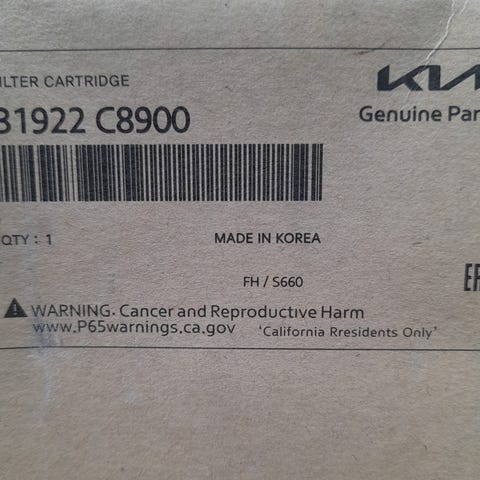 ILTER CARTRIDGE
KIA
31922 C8900
Genuine Par
QTY : 1
MADE IN KOREA
FH / S660
WARNING. Cancer and Reproductive Harm
www.P65warnings.ca.gov 'California Rresidents Only'